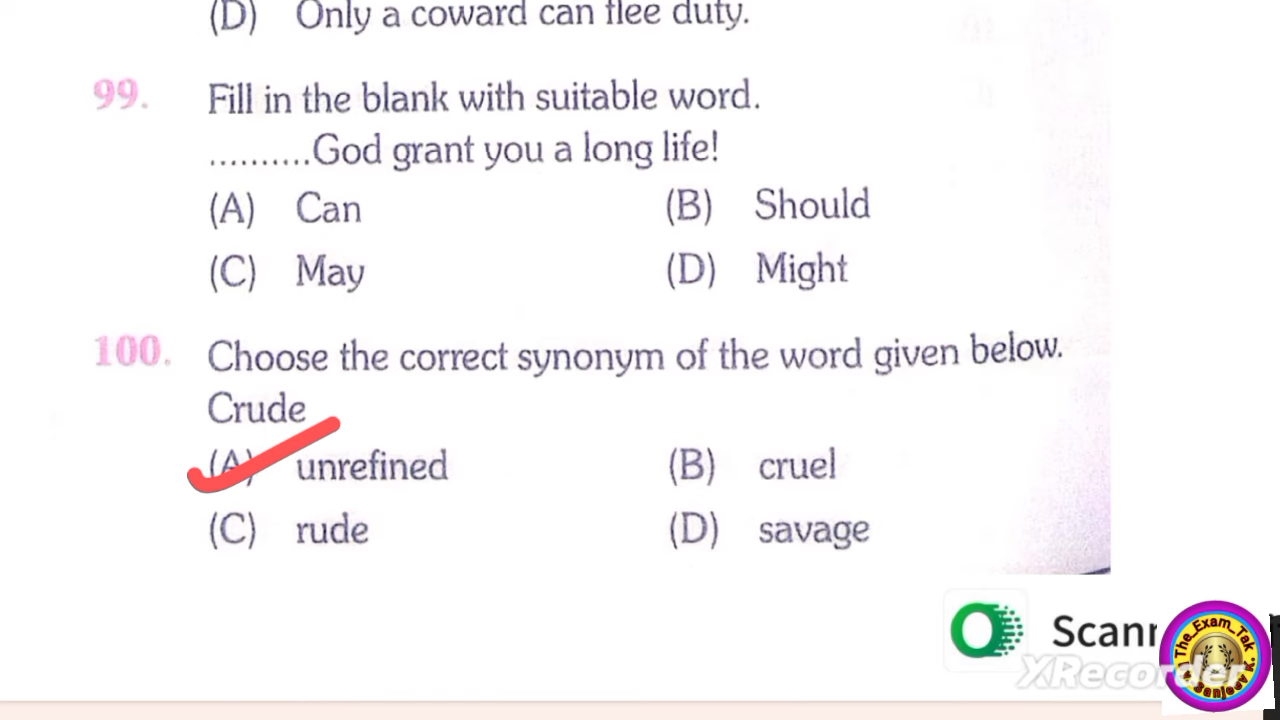 (D) Only a coward can flee duty.
99. Fill in the blank with suitable word.
..........God grant you a long life!
(A) Can (B) Should
(C) May (D) Might
100. Choose the correct synonym of the word given below.
Crude
(A) unrefined (B) cruel
(C) rude (D) savage
Scanr
The_Exam_Tak
XRecorder
Sanjeev K.